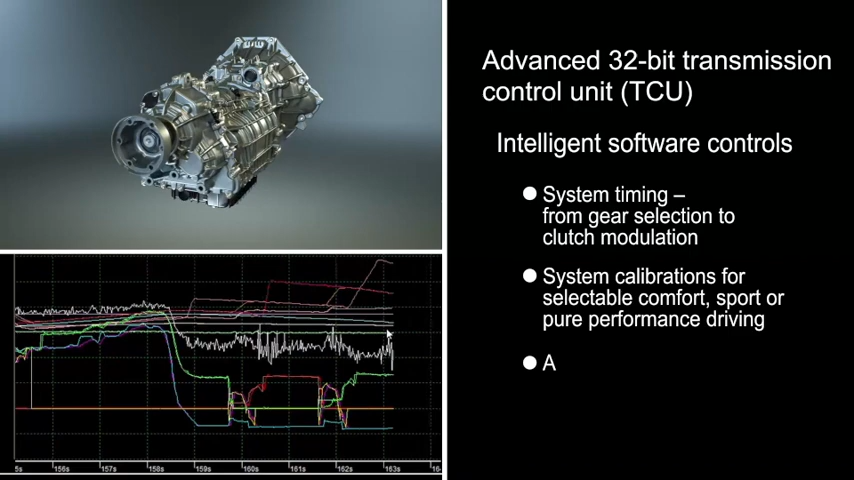 Advanced 32-bit transmission
control unit (TCU)
Intelligent software controls
● System timing –
from gear selection to
clutch modulation
● System calibrations for
selectable comfort, sport or
pure performance driving
● A
5s 156s 157s 158s 159s 160s 161s 162s 163s 16